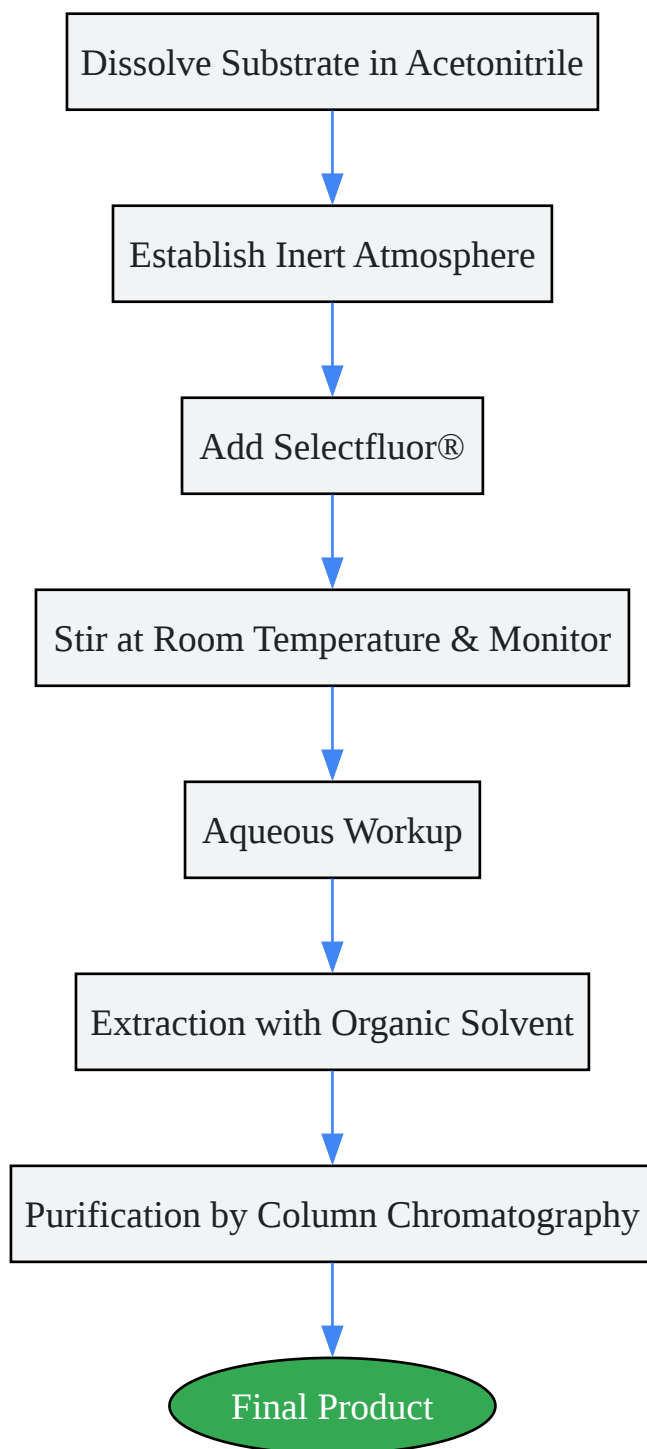 Dissolve Substrate in Acetonitrile
Establish Inert Atmosphere
Add Selectfluor®
Stir at Room Temperature & Monitor
Aqueous Workup
Extraction with Organic Solvent
Purification by Column Chromatography
Final Product